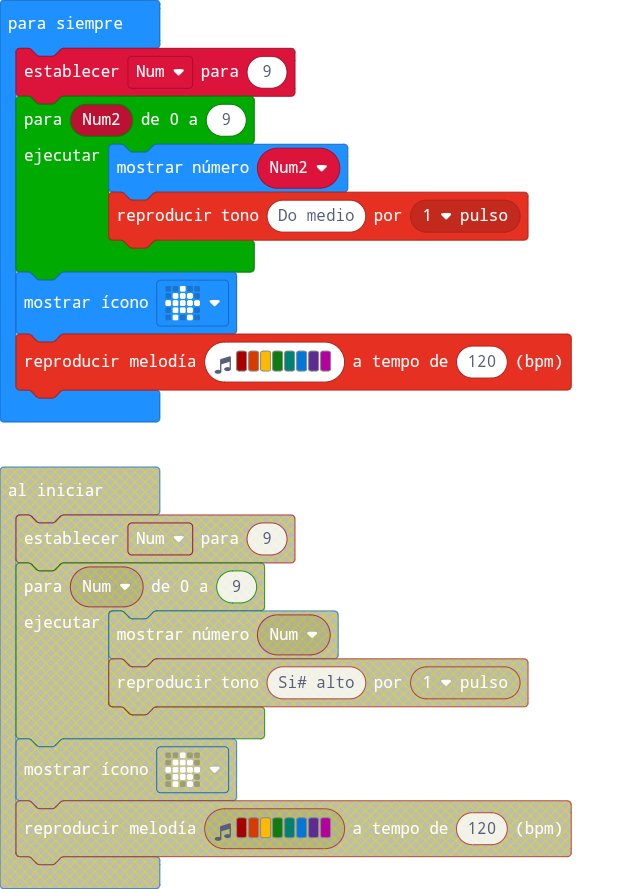 para siempre
establecer Num para 9
para Num2 de 0 a 9
ejecutar
mostrar número Num2
reproducir tono Do medio por 1 pulso
mostrar ícono
reproducir melodía a tempo de 120 (bpm)
al iniciar
establecer Num para 9
para Num de 0 a 9
ejecutar
mostrar número Num
reproducir tono Si# alto por 1 pulso
mostrar ícono
reproducir melodía a tempo de 120 (bpm)